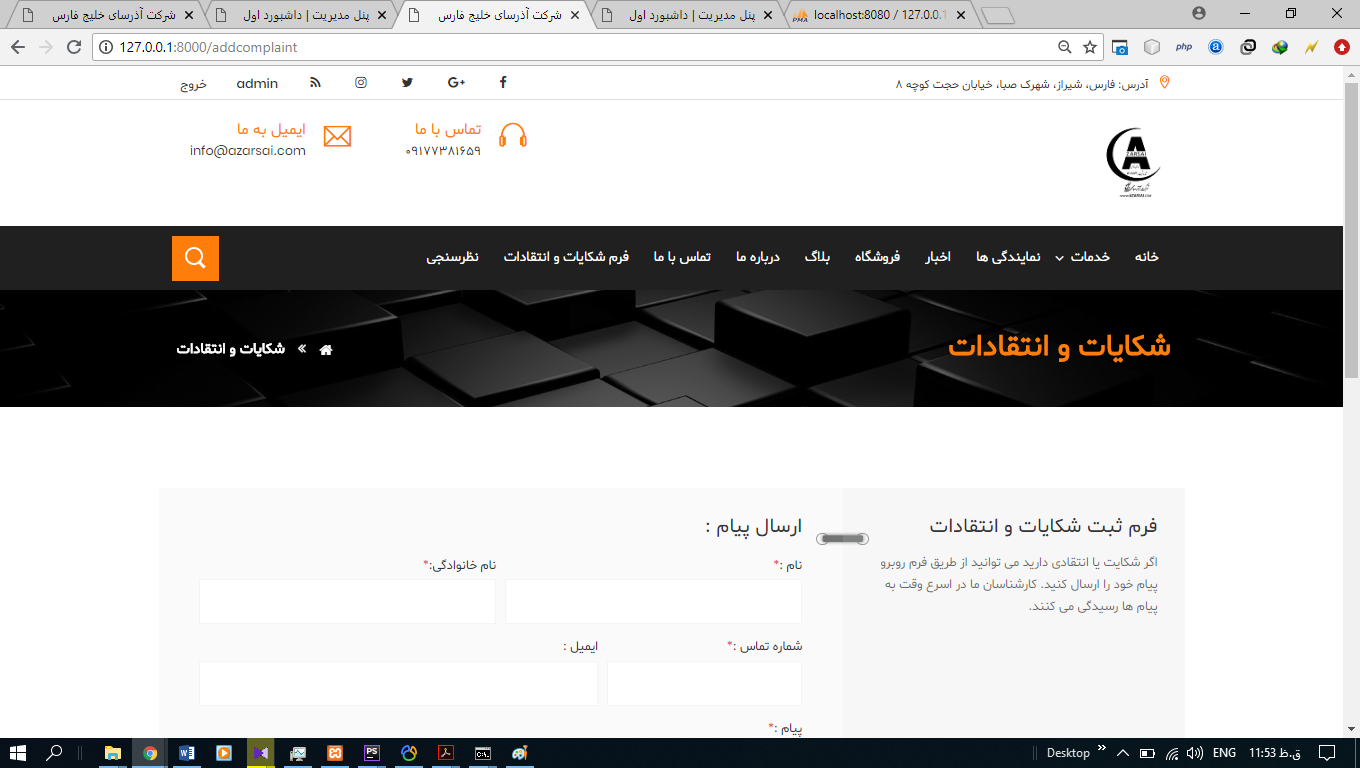 شرکت آذرسای خلیج فارس
پنل مدیریت | داشبورد اول
شرکت آذرسای خلیج فارس
پنل مدیریت | داشبورد اول
localhost:8080 / 127.0.0.1
127.0.0.1:8000/addcomplaint
php
آدرس: فارس، شیراز، شهرک صبا، خیابان حجت کوچه ۸
admin
خروج
تماس با ما
۰۹۱۷۷۳۸۱۶۵۹
ایمیل به ما
info@azarsai.com
AZARSAI
خانه
خدمات
نمایندگی ها
اخبار
فروشگاه
بلاگ
درباره ما
تماس با ما
فرم شکایات و انتقادات
نظرسنجی
شکایات و انتقادات
» شکایات و انتقادات
فرم ثبت شکایات و انتقادات
اگر شکایت یا انتقادی دارید می توانید از طریق فرم روبرو
پیام خود را ارسال کنید. کارشناسان ما در اسرع وقت به
پیام ها رسیدگی می کنند.
ارسال پیام :
نام :*
نام خانوادگی:*
شماره تماس :*
ایمیل :
پیام :*
Desktop
ENG
11:53 ق.ظ